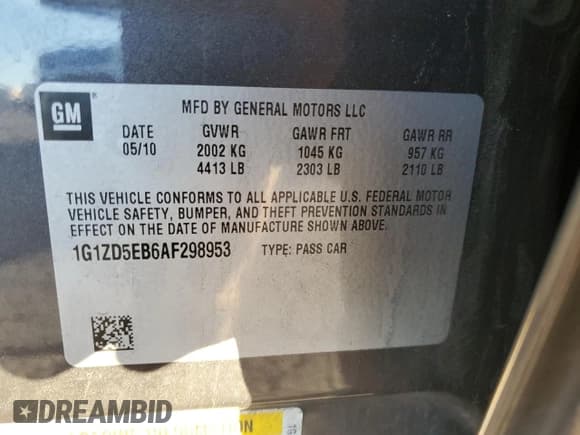 GM ®
MFD BY GENERAL MOTORS LLC
DATE GVWR GAWR FRT GAWR RR
05/10 2002 KG 1045 KG 957 KG
4413 LB 2303 LB 2110 LB
THIS VEHICLE CONFORMS TO ALL APPLICABLE U.S. FEDERAL MOTOR
VEHICLE SAFETY, BUMPER, AND THEFT PREVENTION STANDARDS IN
EFFECT ON THE DATE OF MANUFACTURE SHOWN ABOVE.
1G1ZD5EB6AF298953 TYPE: PASS CAR
DREAMBID